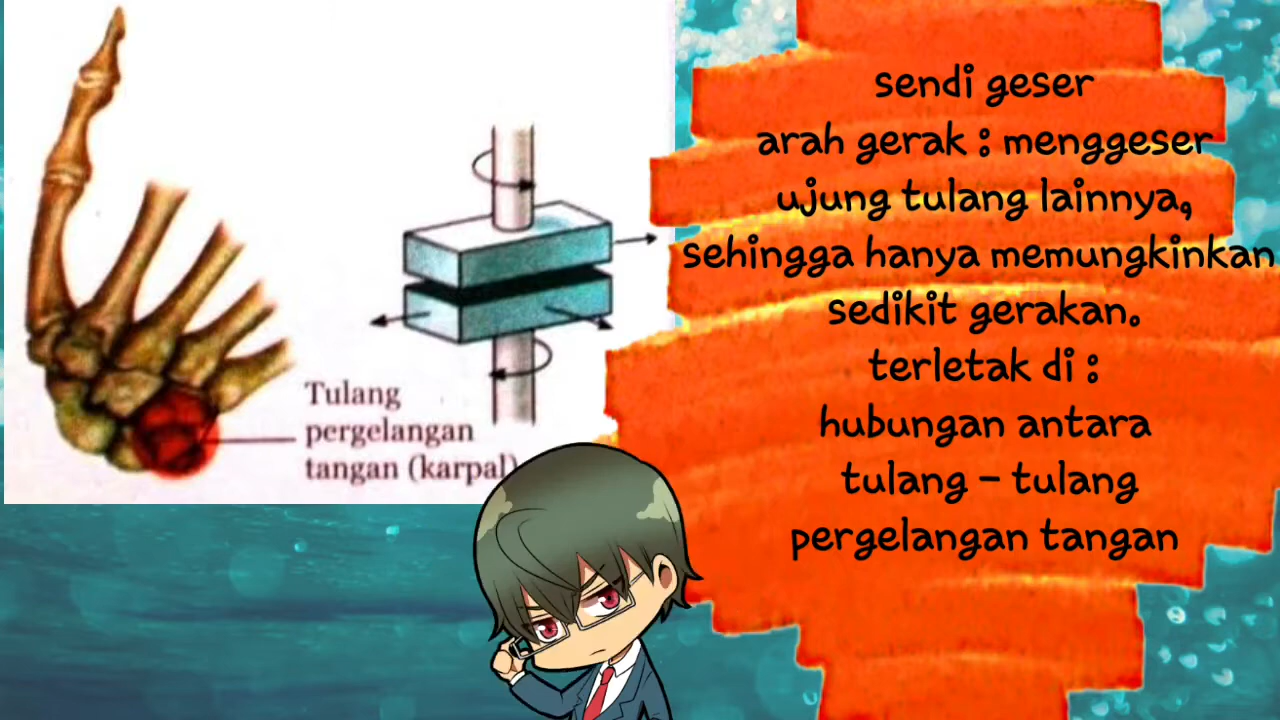 Tulang
pergelangan
tangan (karpal)
sendi geser
arah gerak : menggeser
ujung tulang lainnya,
sehingga hanya memungkinkan
sedikit gerakan.
terletak di :
hubungan antara
tulang - tulang
pergelangan tangan